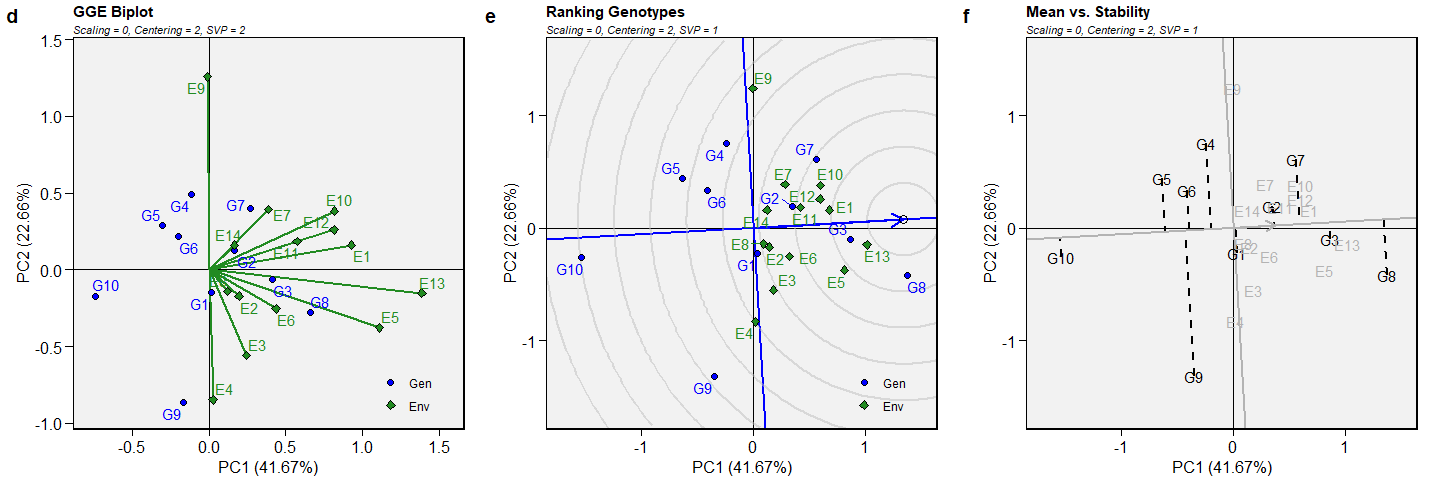 d
GGE Biplot
Scaling = 0, Centering = 2, SVP = 2
PC2 (22.66%)
1.5
1.0
0.5
0.0
-0.5
-1.0
E9
G4
G5
G6
G7
E7
E10
E12
E14
E11
G2
E1
G10
G1
E2
G3
G8
E13
E6
E5
E3
E4
G9
Gen
Env
-0.5
0.0
0.5
1.0
1.5
PC1 (41.67%)
e
Ranking Genotypes
Scaling = 0, Centering = 2, SVP = 1
PC2 (22.66%)
1
0
-1
E9
G4
G7
G5
E7
E10
G6
G2
E12
E14
E11
E1
G3
E8
G10
G1
E2
E6
E13
E3
E5
G8
E4
G9
Gen
Env
-1
0
1
PC1 (41.67%)
f
Mean vs. Stability
Scaling = 0, Centering = 2, SVP = 1
PC2 (22.66%)
1
0
-1
E9
G4
G7
G5
G6
E7
E10
E12
E14
G2
E1
G3
E13
E8
E2
G1
E6
G10
E5
G8
E3
E4
G9
-1
0
1
PC1 (41.67%)